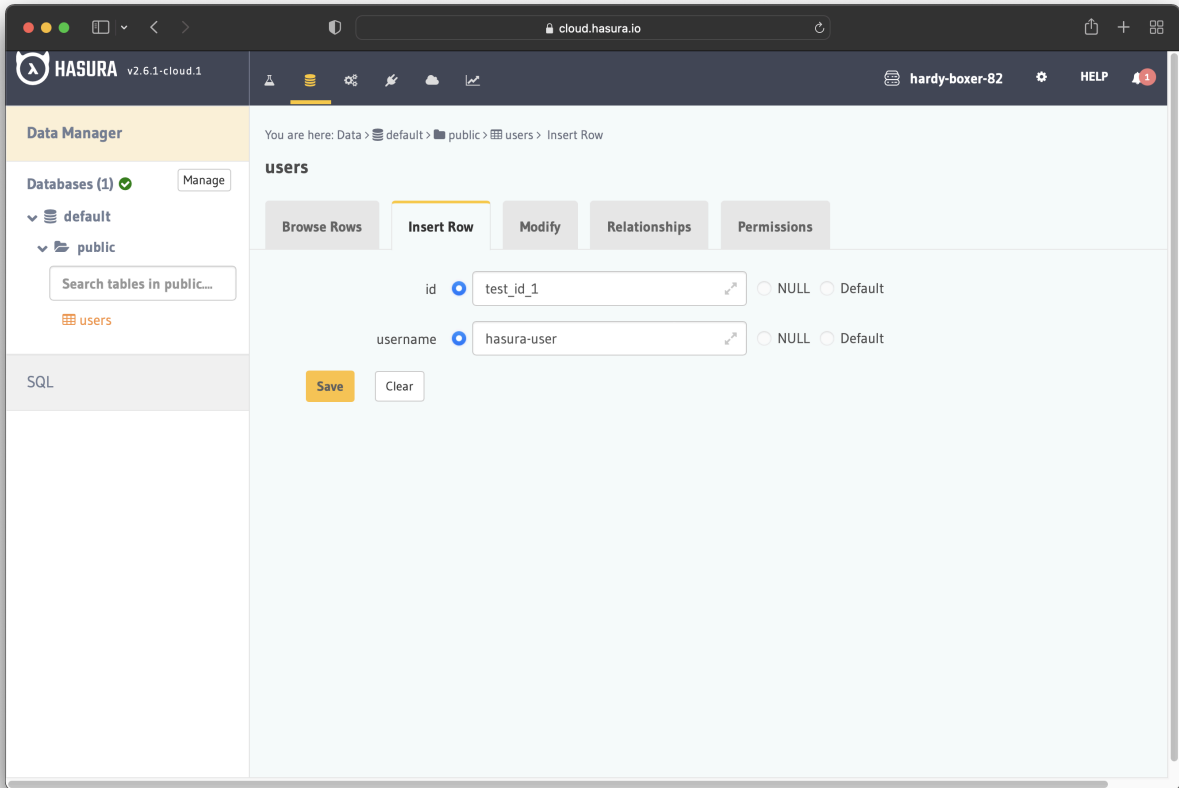 cloud.hasura.io
HASURA v2.6.1-cloud.1
hardy-boxer-82
HELP
1
Data Manager
Databases (1)
Manage
default
public
Search tables in public....
users
SQL
You are here: Data > default > public > users > Insert Row
users
Browse Rows
Insert Row
Modify
Relationships
Permissions
id test_id_1 NULL Default
username hasura-user NULL Default
Save Clear